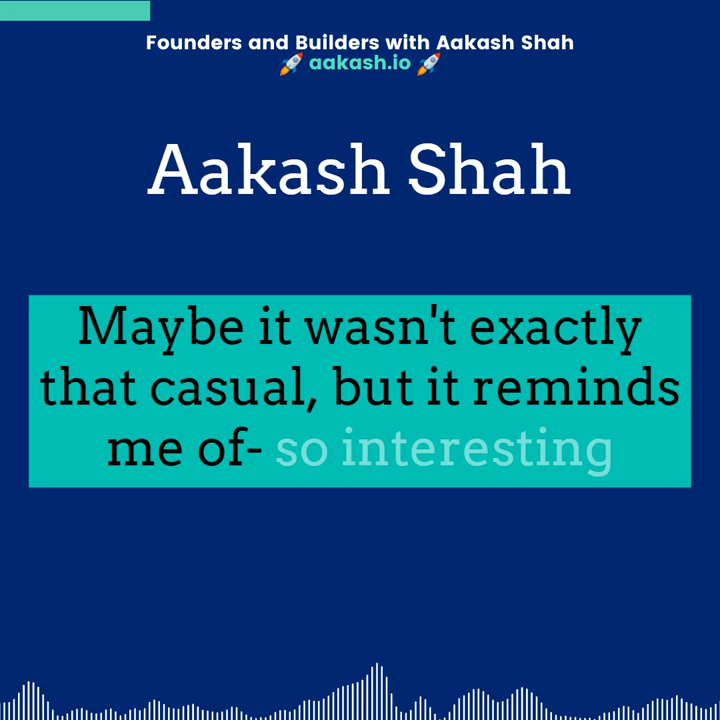 Founders and Builders with Aakash Shah
🚀 aakash.io 🚀
Aakash Shah
Maybe it wasn't exactly
that casual, but it reminds
me of- so interesting